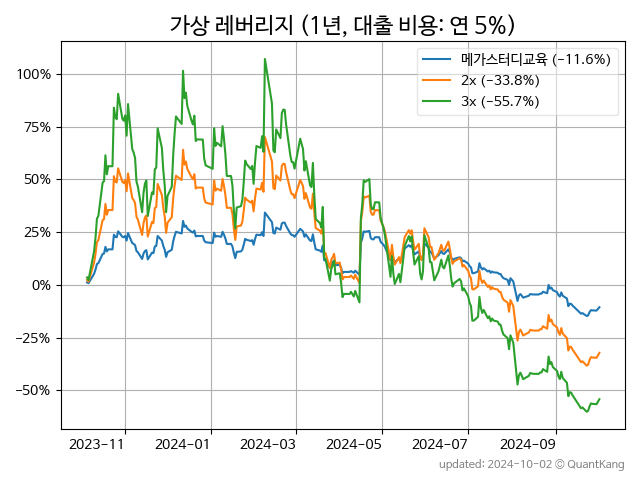 가상 레버리지 (1년, 대출 비용: 연 5%)
메가스터디교육 (-11.6%)
2x (-33.8%)
3x (-55.7%)
100%
75%
50%
25%
0%
-25%
-50%
2023-11
2024-01
2024-03
2024-05
2024-07
2024-09
updated: 2024-10-02 © QuantKang